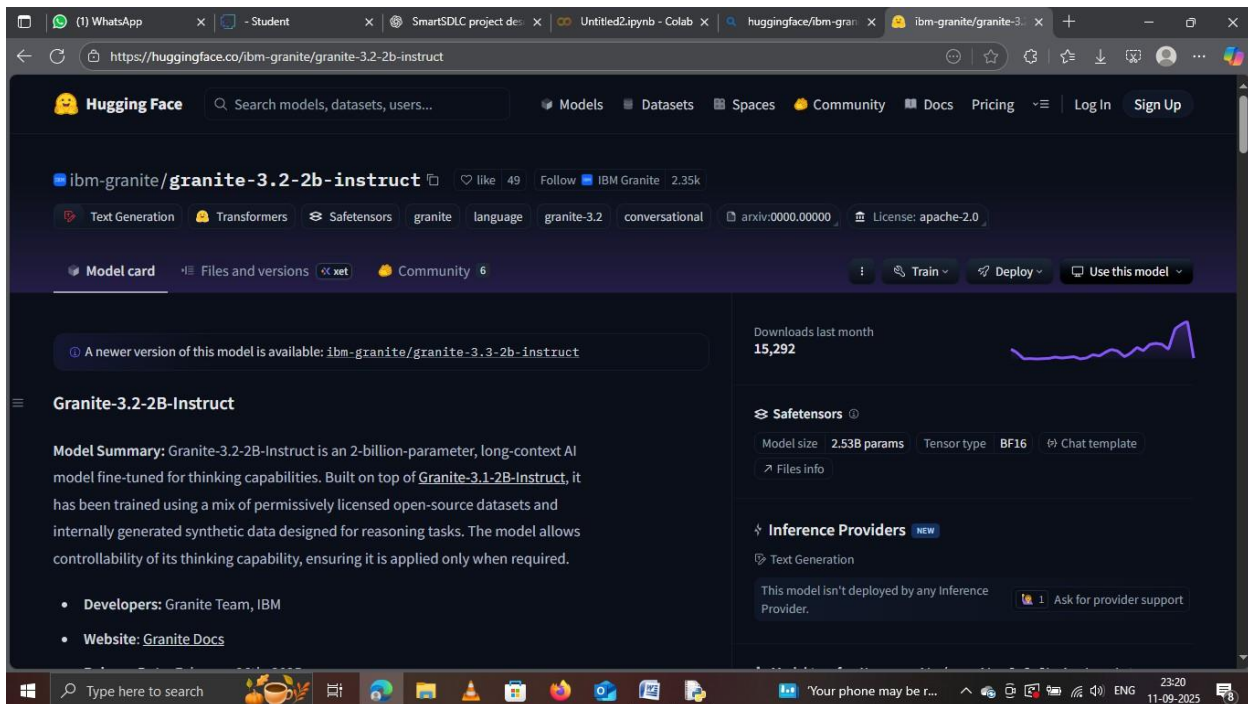 (1) WhatsApp
- Student
SmartSDLC project des
Untitled2.ipynb - Colab
huggingface/ibm-gran
ibm-granite/granite-3.
https://huggingface.co/ibm-granite/granite-3.2-2b-instruct
Hugging Face
Search models, datasets, users...
Models
Datasets
Spaces
Community
Docs
Pricing
Log In
Sign Up
ibm-granite/granite-3.2-2b-instruct
like 49
Follow IBM Granite 2.35k
Text Generation
Transformers
Safetensors
granite
language
granite-3.2
conversational
arxiv:0000.00000
License: apache-2.0
Model card
Files and versions xet
Community 6
Train
Deploy
Use this model
A newer version of this model is available: ibm-granite/granite-3.3-2b-instruct
Granite-3.2-2B-Instruct
Model Summary: Granite-3.2-2B-Instruct is an 2-billion-parameter, long-context AI
model fine-tuned for thinking capabilities. Built on top of Granite-3.1-2B-Instruct, it
has been trained using a mix of permissively licensed open-source datasets and
internally generated synthetic data designed for reasoning tasks. The model allows
controllability of its thinking capability, ensuring it is applied only when required.
• Developers: Granite Team, IBM
• Website: Granite Docs
Downloads last month
15,292
Safetensors
Model size 2.53B params
Tensor type BF16
Chat template
Files info
Inference Providers NEW
Text Generation
This model isn't deployed by any Inference
Provider.
1 Ask for provider support
Type here to search
Your phone may be r...
ENG
23:20
11-09-2025
8